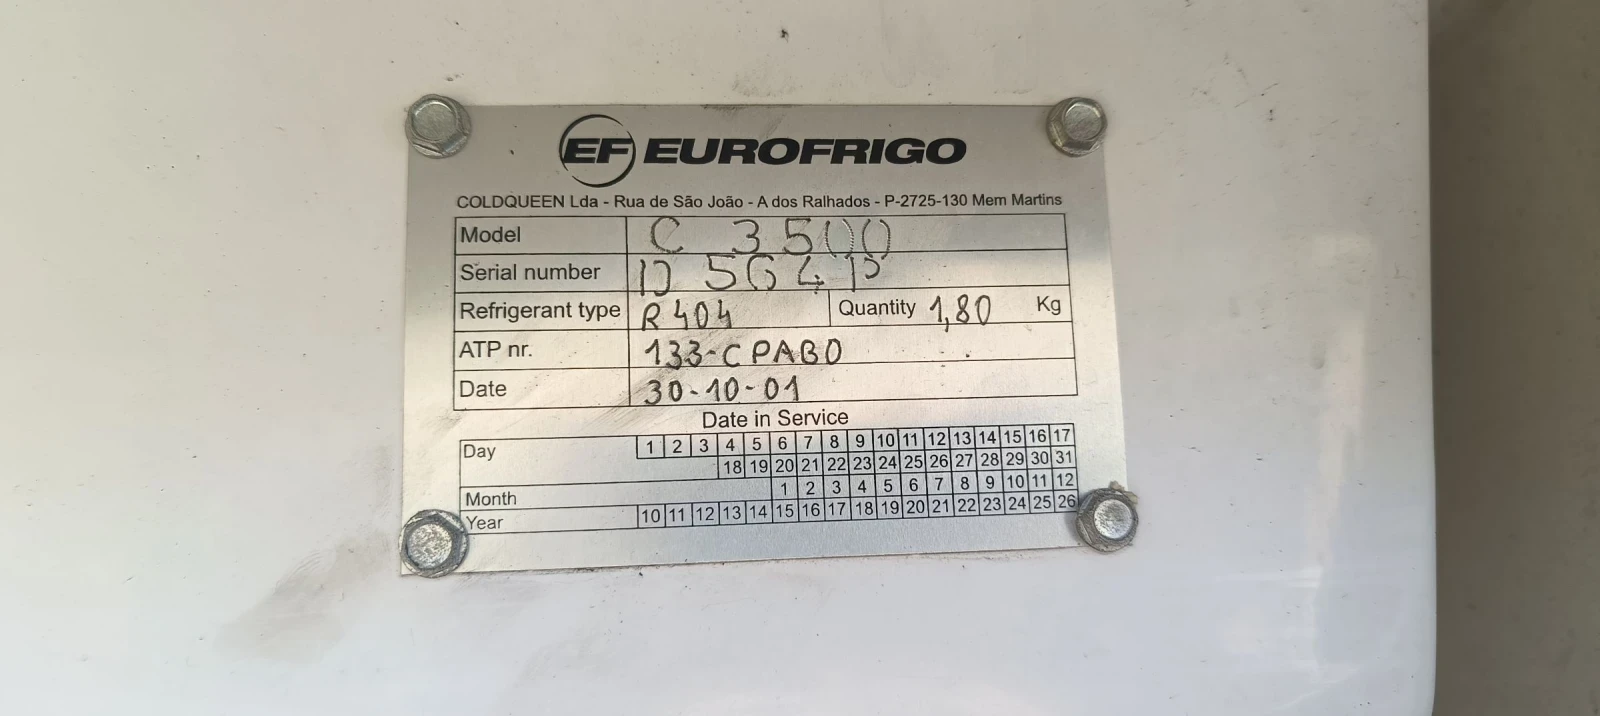 EF EUROFRIGO
COLDQUEEN Lda - Rua de São João - A dos Ralhados - P-2725-130 Mem Martins
Model C 3500
Serial number D 564P
Refrigerant type R 404 Quantity 1,80 Kg
ATP nr. 133-CPABO
Date 30-10-01
Date in Service
Day 1 2 3 4 5 6 7 8 9 10 11 12 13 14 15 16 17
18 19 20 21 22 23 24 25 26 27 28 29 30 31
Month 1 2 3 4 5 6 7 8 9 10 11 12
Year 10 11 12 13 14 15 16 17 18 19 20 21 22 23 24 25 26